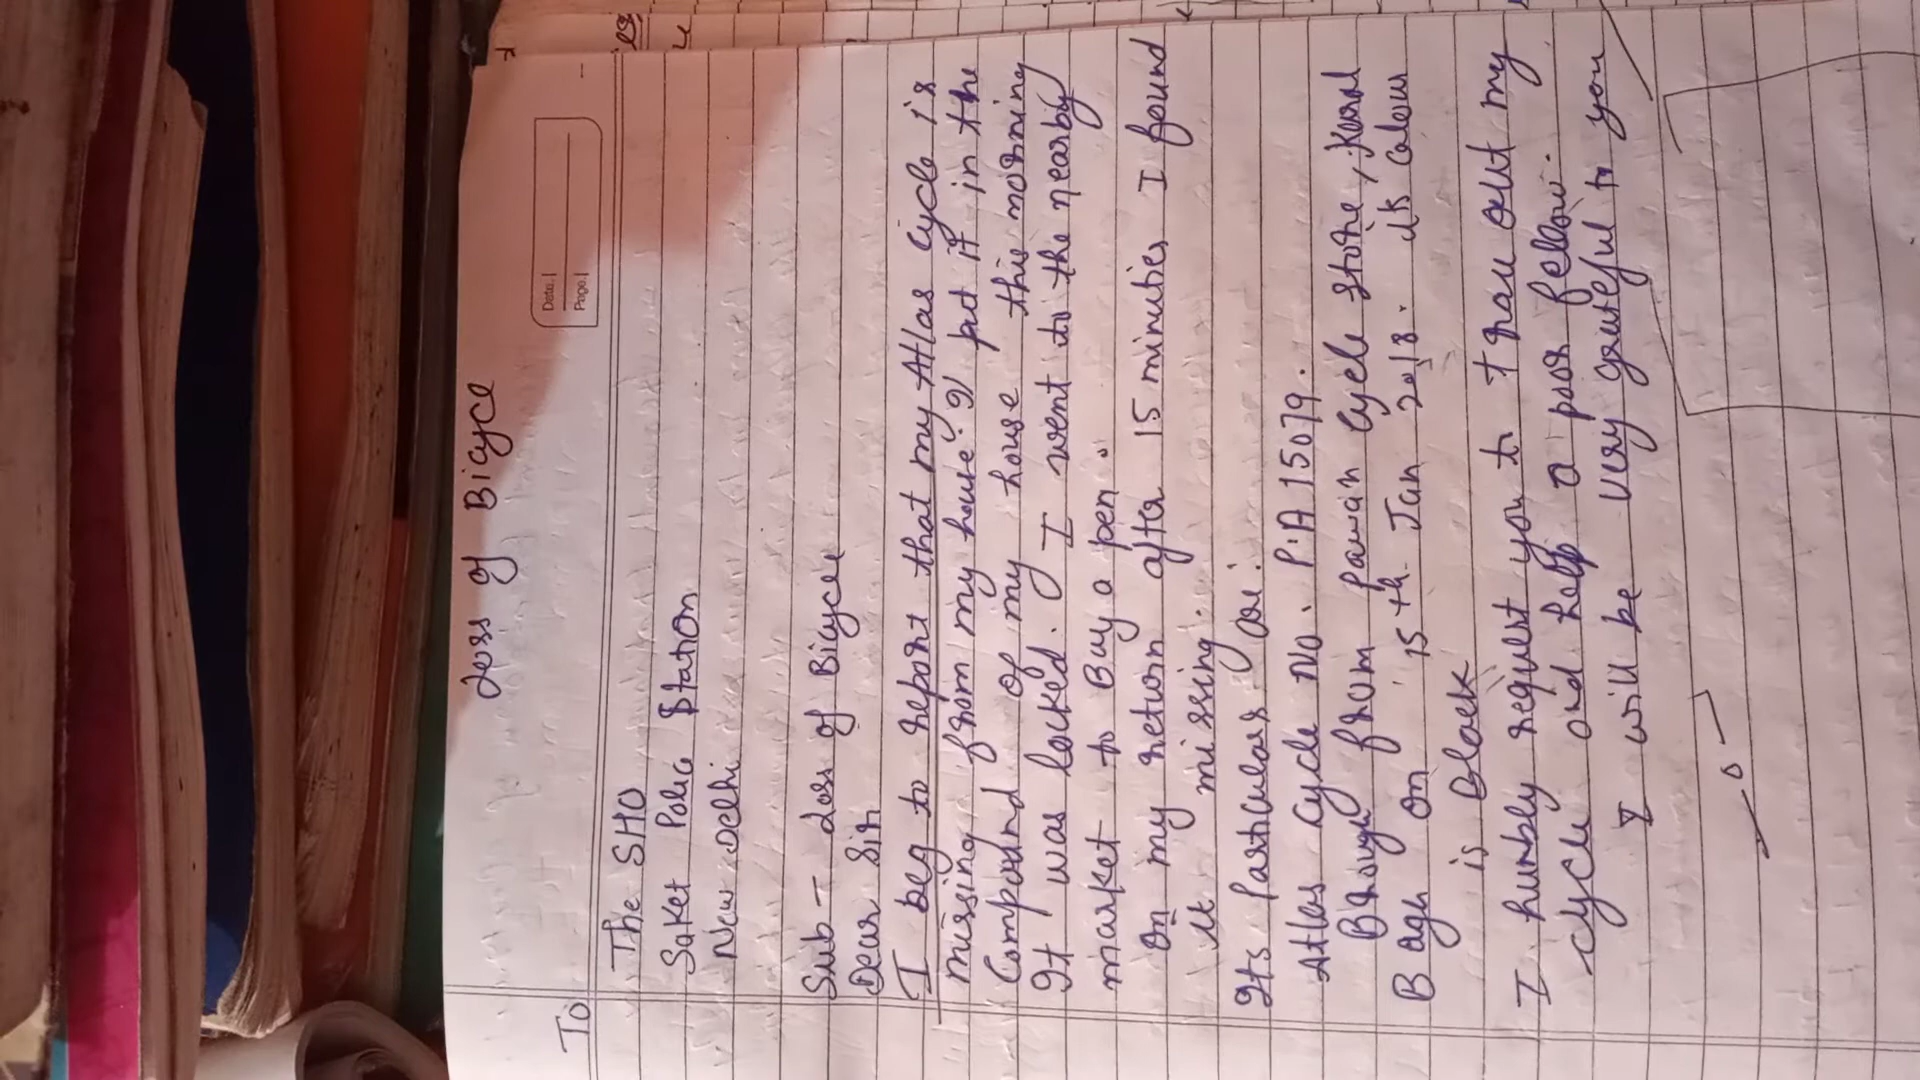 Loss of Bicyce
Date:
Page:
To
The SHO
Saket Police Station
New Delhi
Sub - Loss of Bicycle
Dear Sir
I beg to report that my Atlas Cycle is
missing from my house. I put it in the
Compound of my house this morning
It was locked. I went to the nearby
market to Buy a pen.
On my return after 15 minutes I found
it missing.
Its Particulars are:
Atlas Cycle No. P.A 15079.
Brough from Pawan Cycle Store, Karol
Bagh on 15th Jan 2018. its Colour
is Black
I humbly request you to trace out my
cycle and help a poor fellow.
I will be very grateful to you